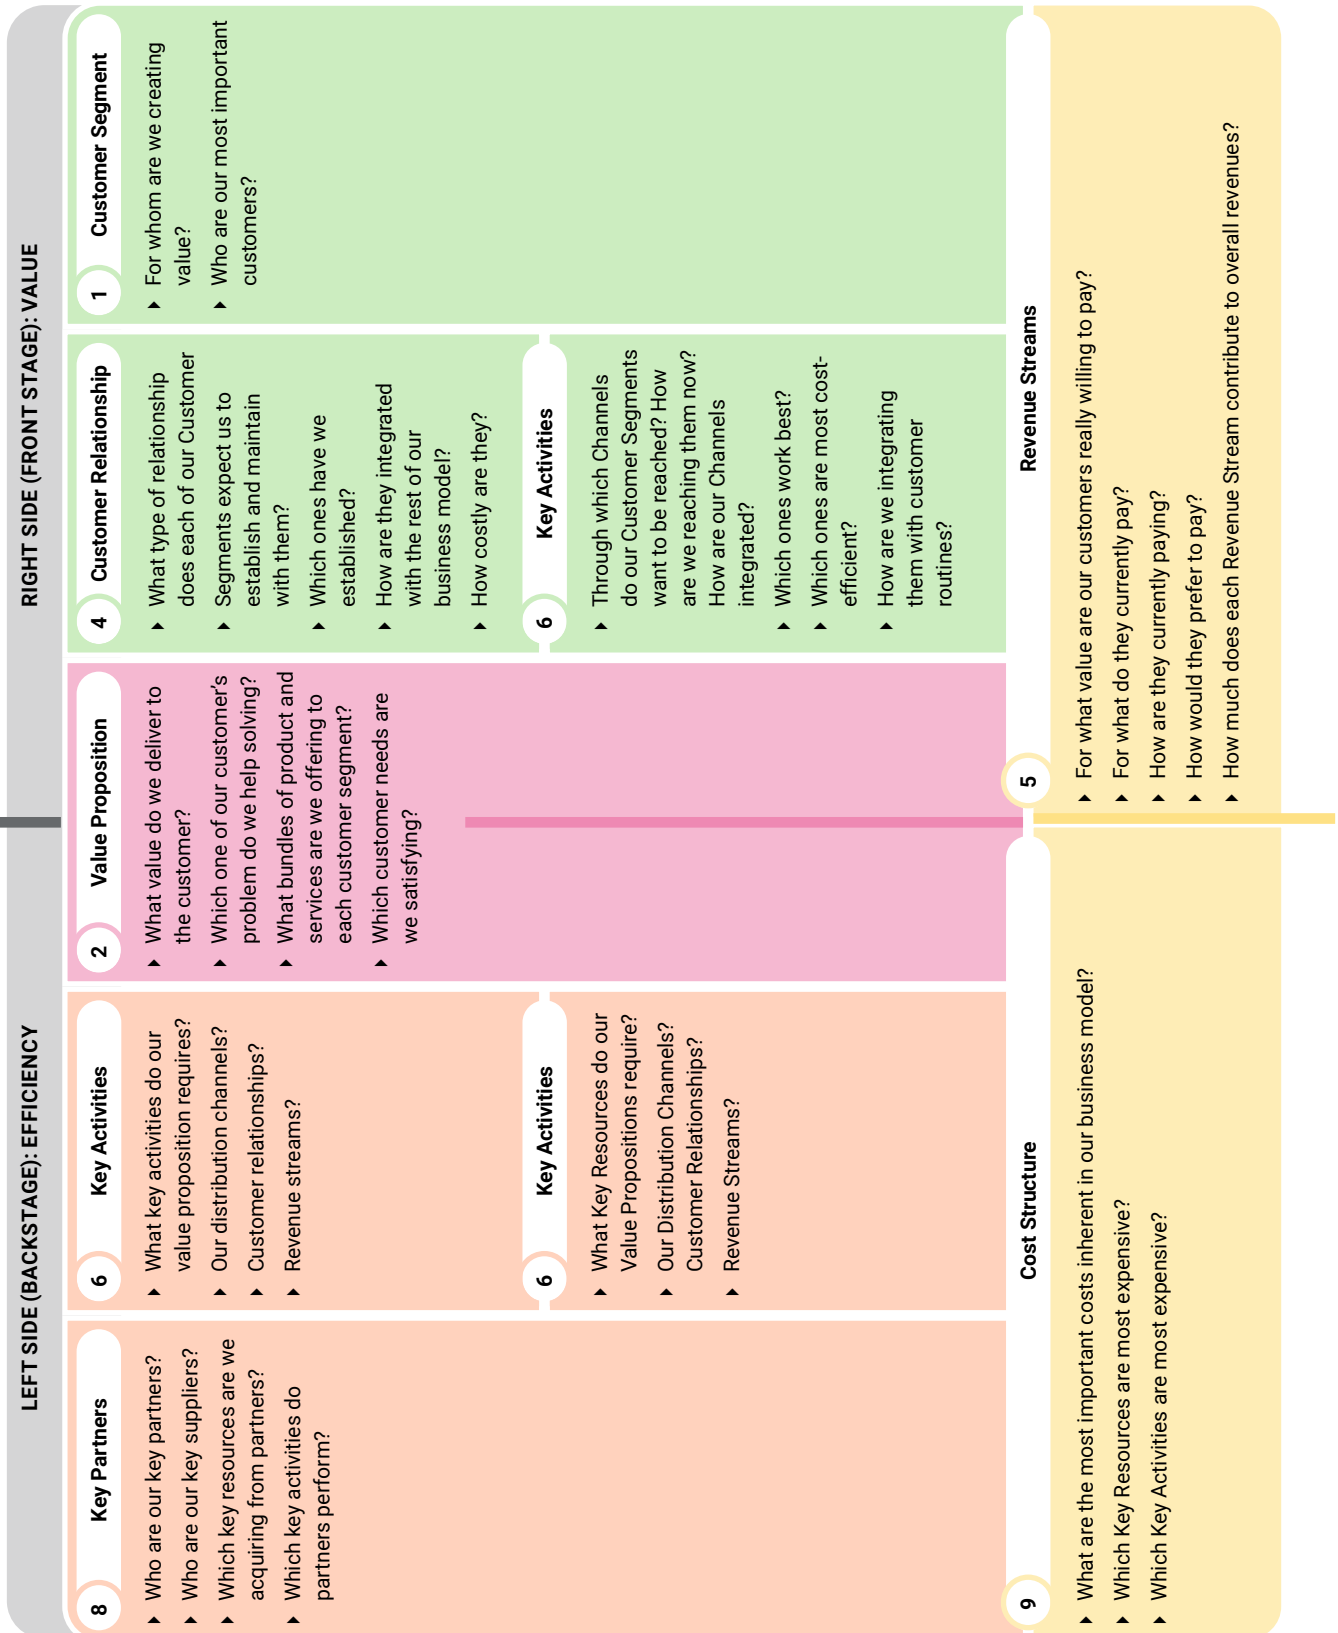 LEFT SIDE (BACKSTAGE): EFFICIENCY
RIGHT SIDE (FRONT STAGE): VALUE
8
Key Partners
Who are our key partners?
Who are our key suppliers?
Which key resources are we
acquiring from partners?
Which key activities do
partners perform?
6
Key Activities
What key activities do our
value proposition requires?
Our distribution channels?
Customer relationships?
Revenue streams?
6
Key Activities
What Key Resources do our
Value Propositions require?
Our Distribution Channels?
Customer Relationships?
Revenue Streams?
2
Value Proposition
What value do we deliver to
the customer?
Which one of our customer's
problem do we help solving?
What bundles of product and
services are we offering to
each customer segment?
Which customer needs are
we satisfying?
4
Customer Relationship
What type of relationship
does each of our Customer
Segments expect us to
establish and maintain
with them?
Which ones have we
established?
How are they integrated
with the rest of our
business model?
How costly are they?
6
Key Activities
Through which Channels
do our Customer Segments
want to be reached? How
are we reaching them now?
How are our Channels
integrated?
Which ones work best?
Which ones are most cost-
efficient?
How are we integrating
them with customer
routines?
1
Customer Segment
For whom are we creating
value?
Who are our most important
customers?
9
Cost Structure
What are the most important costs inherent in our business model?
Which Key Resources are most expensive?
Which Key Activities are most expensive?
5
Revenue Streams
For what value are our customers really willing to pay?
For what do they currently pay?
How are they currently paying?
How would they prefer to pay?
How much does each Revenue Stream contribute to overall revenues?